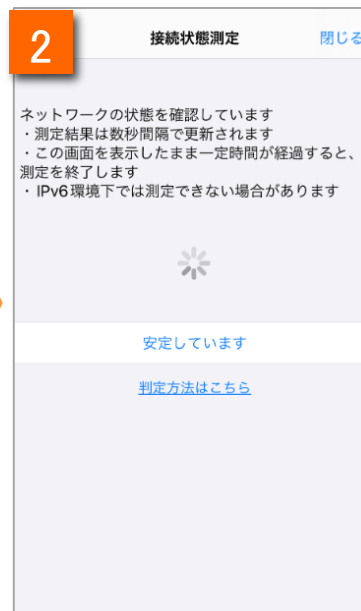 2
接続状態測定 閉じる
ネットワークの状態を確認しています
・測定結果は数秒間隔で更新されます
・この画面を表示したまま一定時間が経過すると、
測定を終了します
・IPv6環境下では測定できない場合があります
安定しています
判定方法はこちら